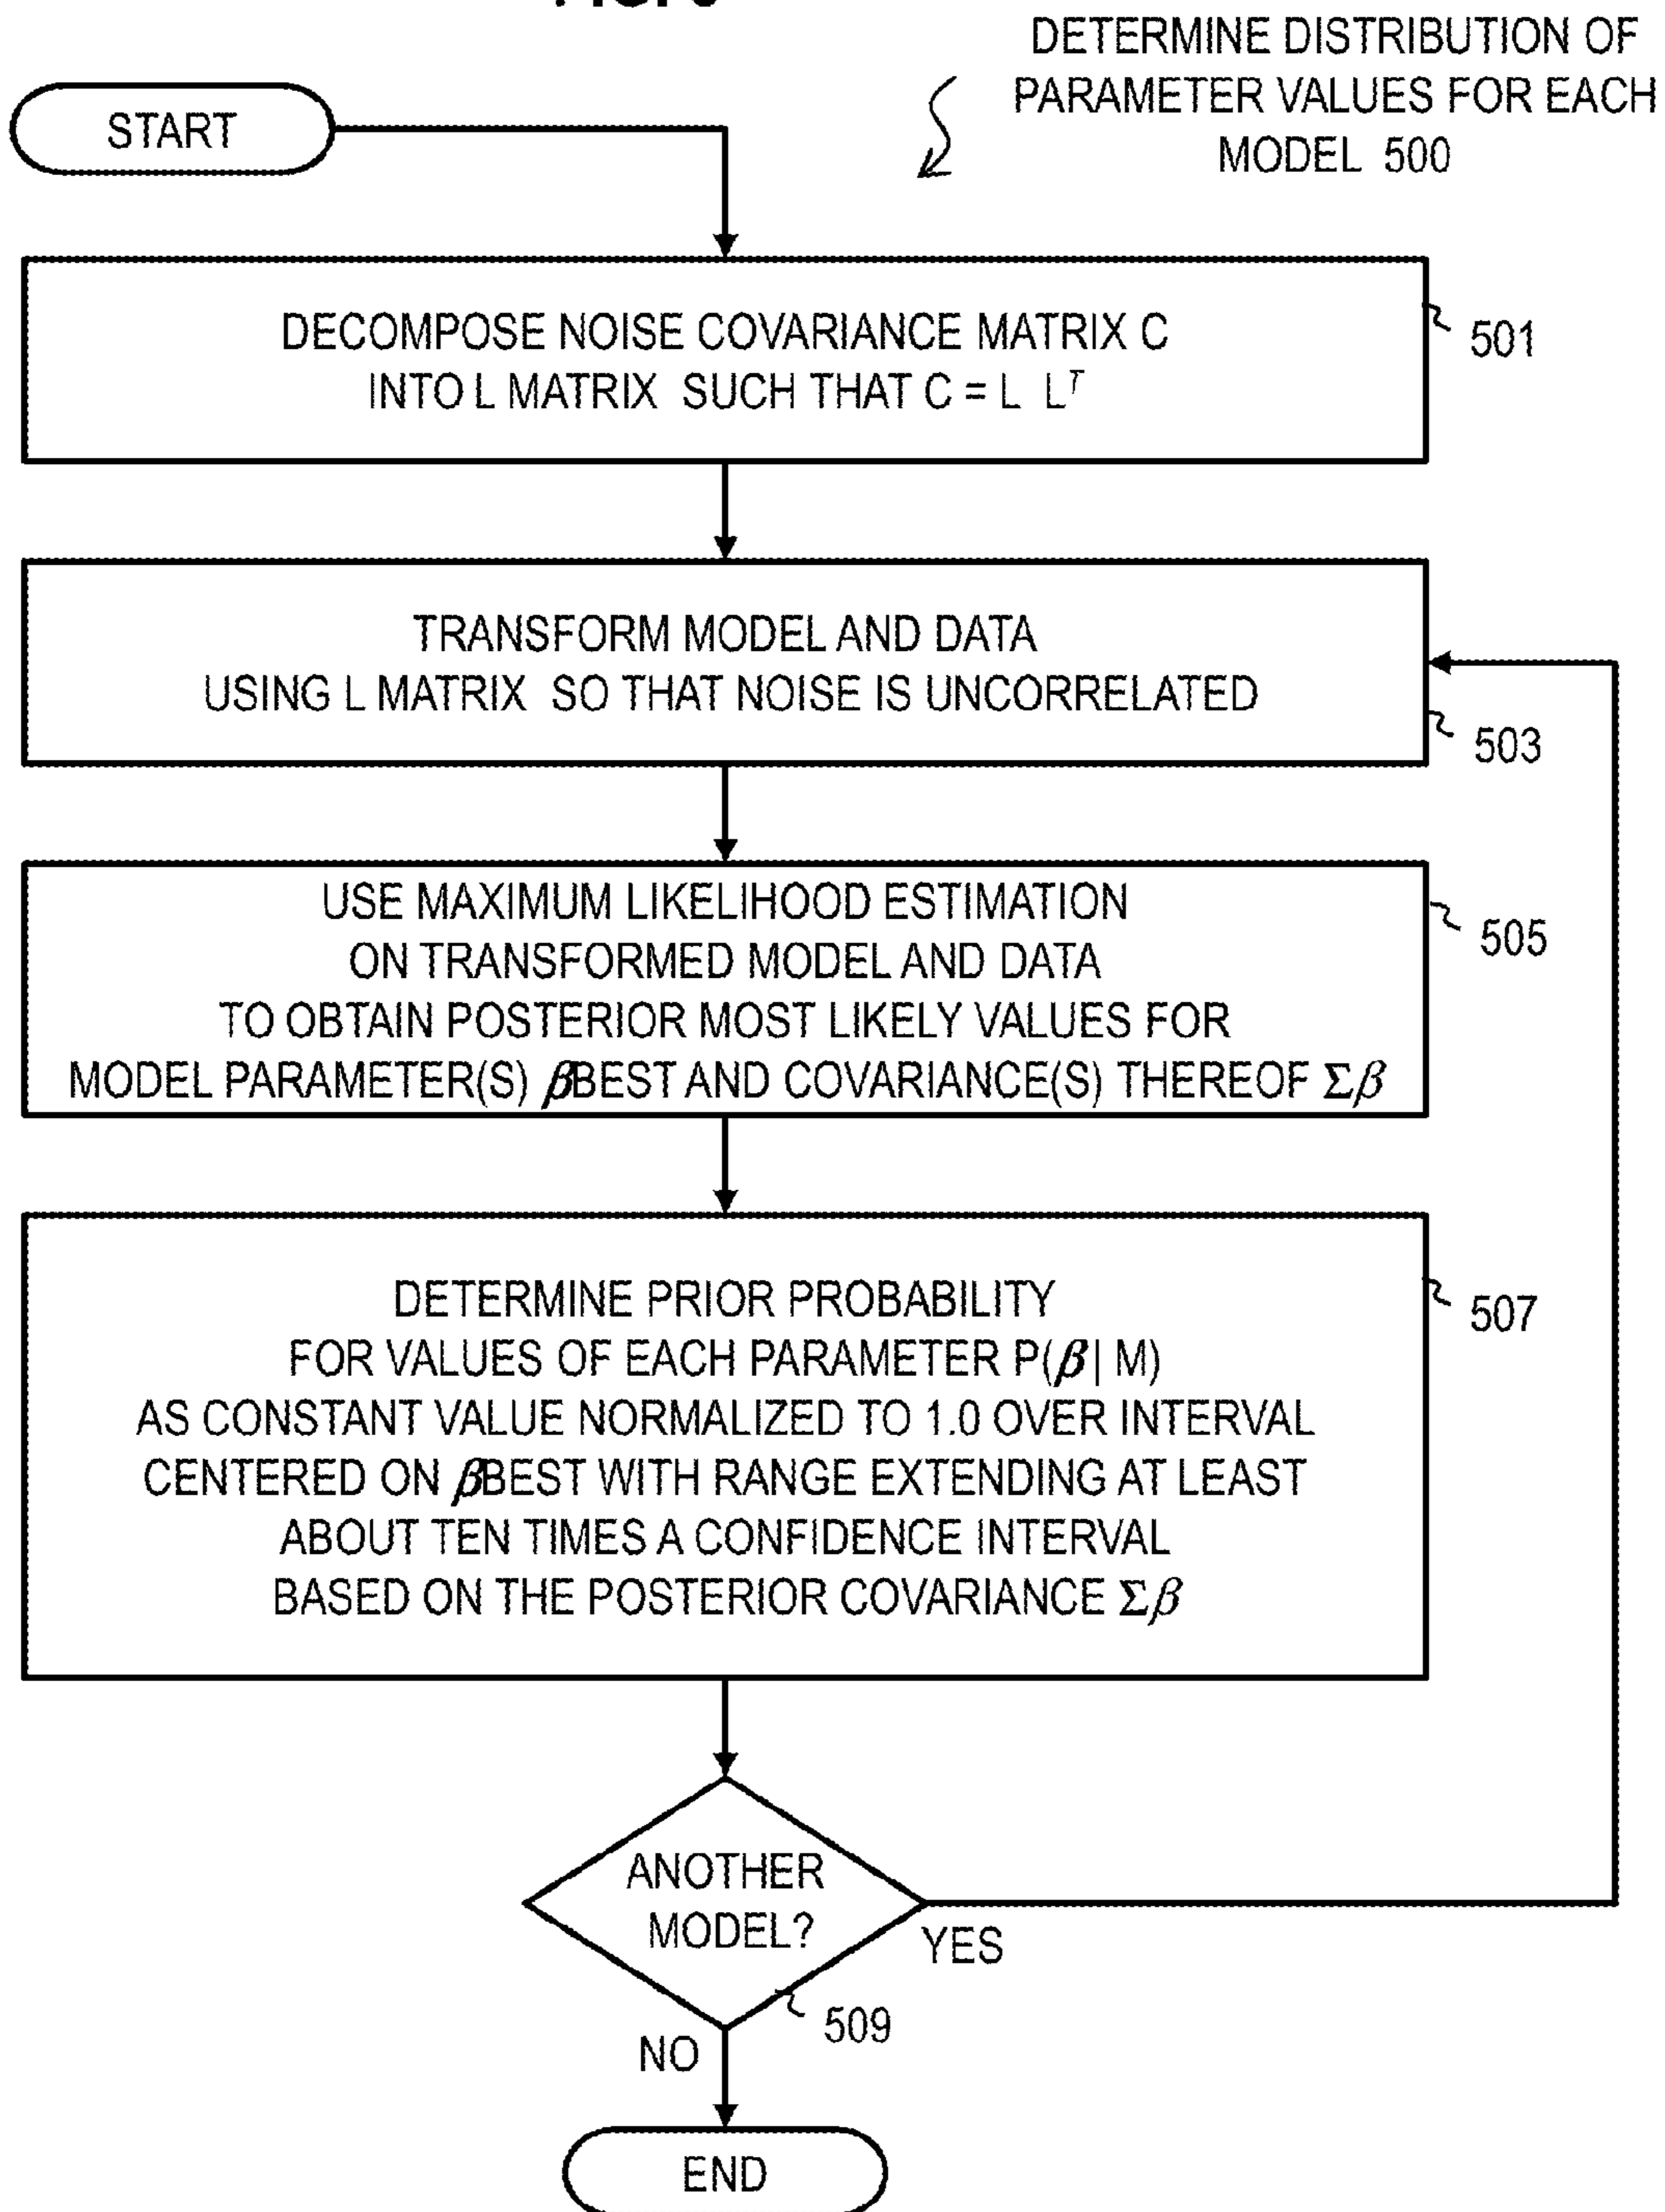 DETERMINE DISTRIBUTION OF
PARAMETER VALUES FOR EACH
MODEL 500
START
DECOMPOSE NOISE COVARIANCE MATRIX C
INTO L MATRIX SUCH THAT C = L Lᵀ
501
TRANSFORM MODEL AND DATA
USING L MATRIX SO THAT NOISE IS UNCORRELATED
503
USE MAXIMUM LIKELIHOOD ESTIMATION
ON TRANSFORMED MODEL AND DATA
TO OBTAIN POSTERIOR MOST LIKELY VALUES FOR
MODEL PARAMETER(S) βBEST AND COVARIANCE(S) THEREOF Σβ
505
DETERMINE PRIOR PROBABILITY
FOR VALUES OF EACH PARAMETER P(β | M)
AS CONSTANT VALUE NORMALIZED TO 1.0 OVER INTERVAL
CENTERED ON βBEST WITH RANGE EXTENDING AT LEAST
ABOUT TEN TIMES A CONFIDENCE INTERVAL
BASED ON THE POSTERIOR COVARIANCE Σβ
507
ANOTHER
MODEL?
YES
509
NO
END